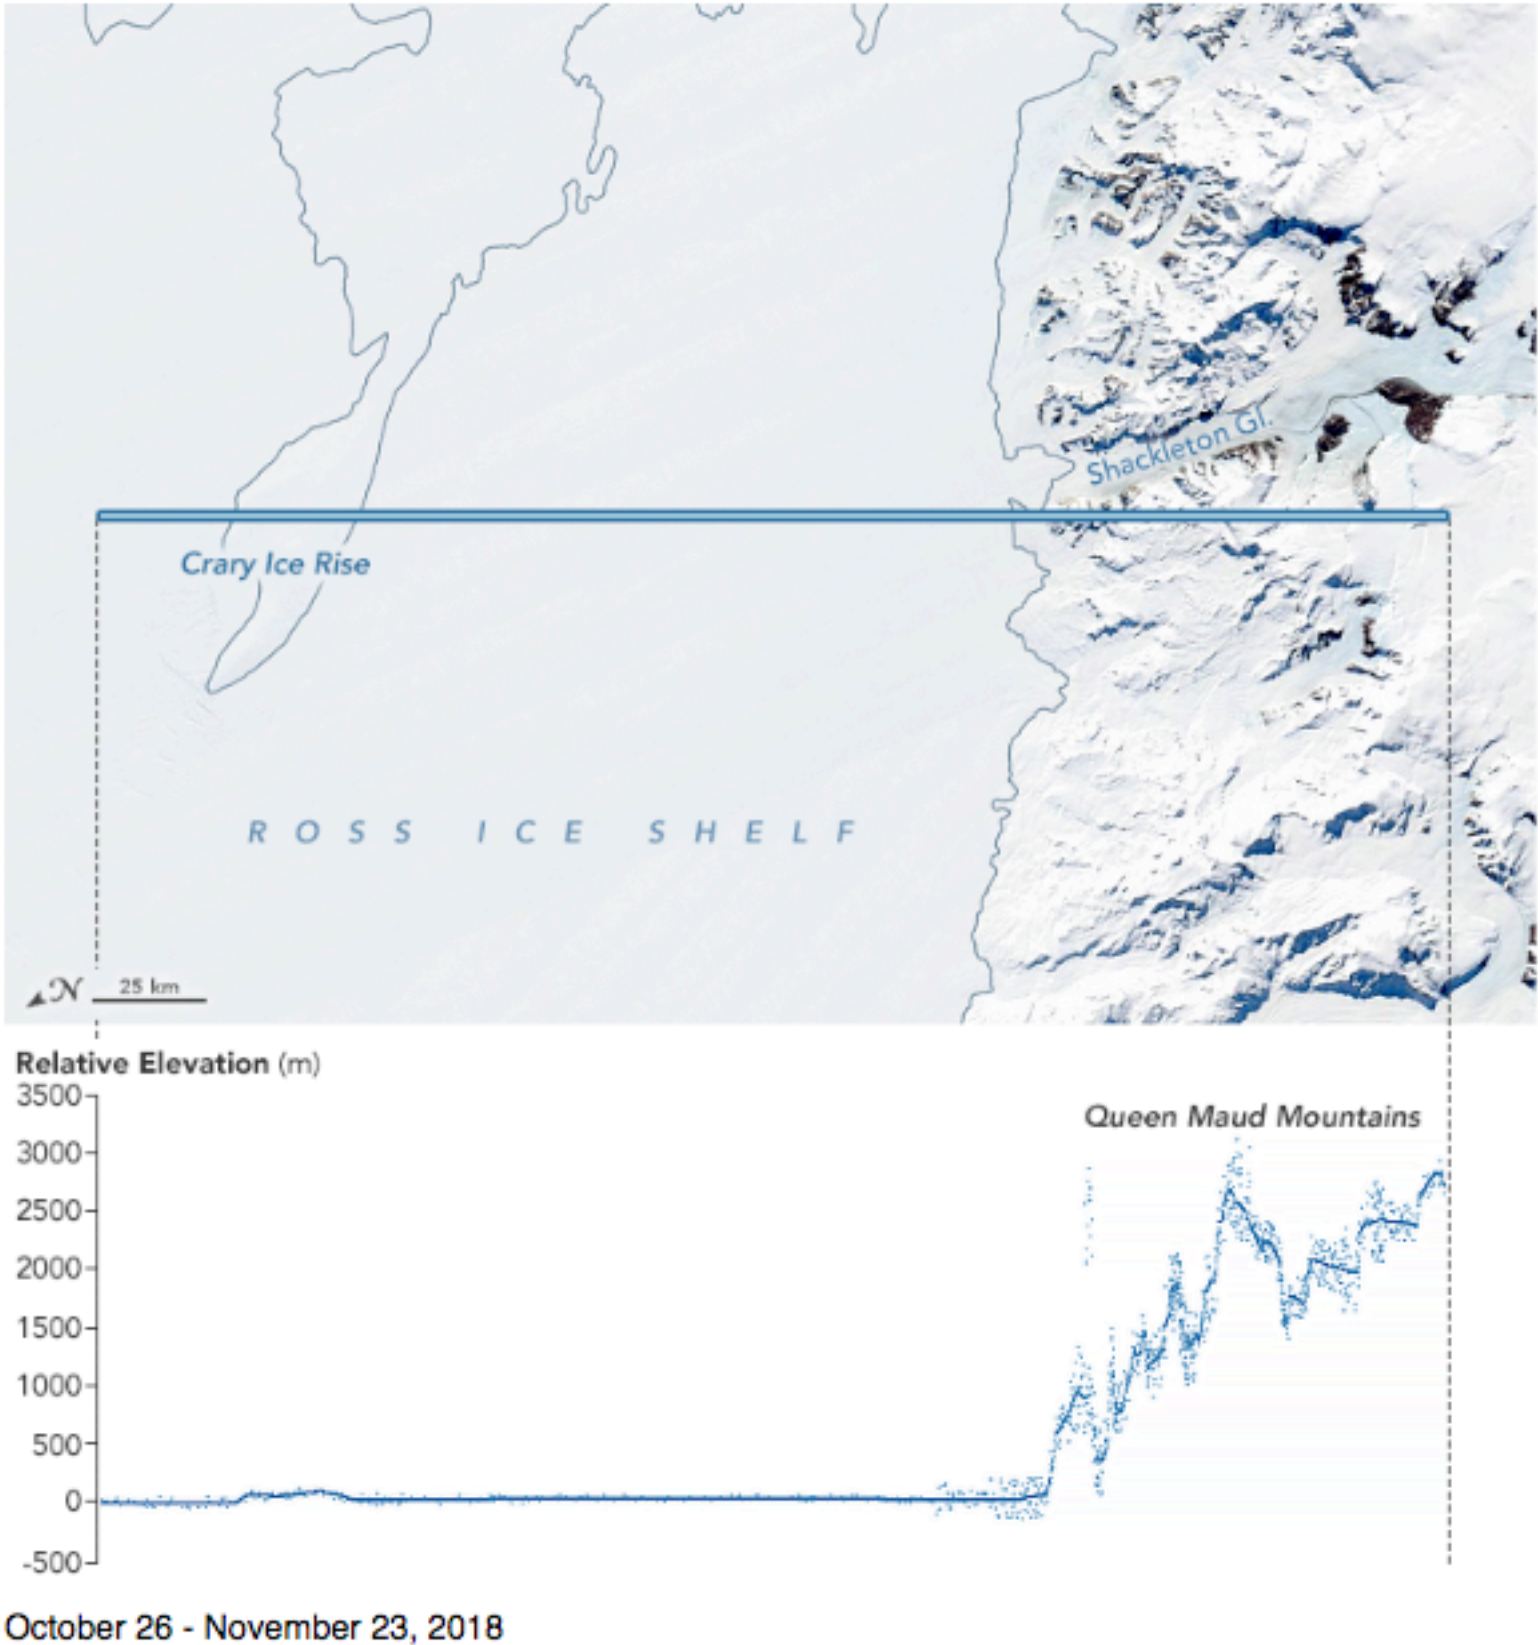 Shackleton Gl.
Crary Ice Rise
ROSS ICE SHELF
N 25 km
Relative Elevation (m)
3500
Queen Maud Mountains
3000
2500
2000
1500
1000
500
0
-500
October 26 - November 23, 2018